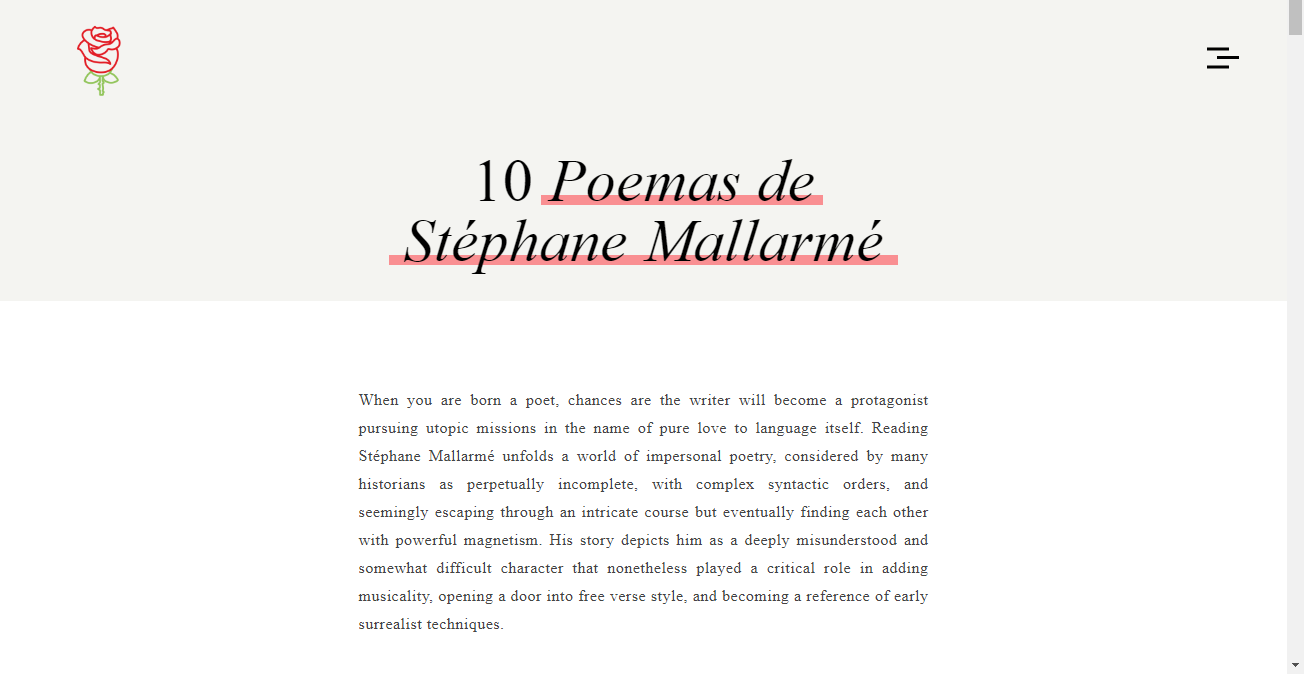 10 Poemas de
Stéphane Mallarmé
When you are born a poet, chances are the writer will become a protagonist
pursuing utopic missions in the name of pure love to language itself. Reading
Stéphane Mallarmé unfolds a world of impersonal poetry, considered by many
historians as perpetually incomplete, with complex syntactic orders, and
seemingly escaping through an intricate course but eventually finding each other
with powerful magnetism. His story depicts him as a deeply misunderstood and
somewhat difficult character that nonetheless played a critical role in adding
musicality, opening a door into free verse style, and becoming a reference of early
surrealist techniques.